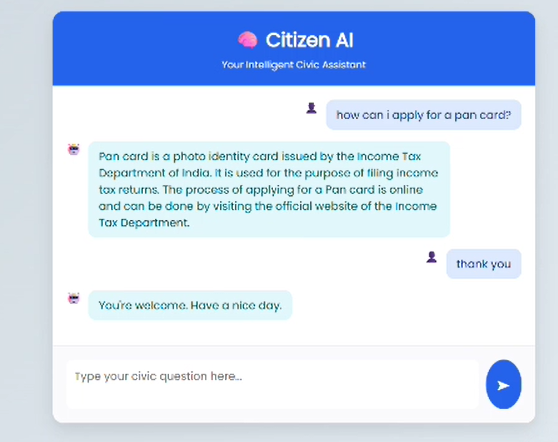 Citizen AI
Your Intelligent Civic Assistant
how can i apply for a pan card?
Pan card is a photo identity card issued by the Income Tax
Department of India. It is used for the purpose of filing income
tax returns. The process of applying for a Pan card is online
and can be done by visiting the official website of the Income
Tax Department.
thank you
You're welcome. Have a nice day.
Type your civic question here...